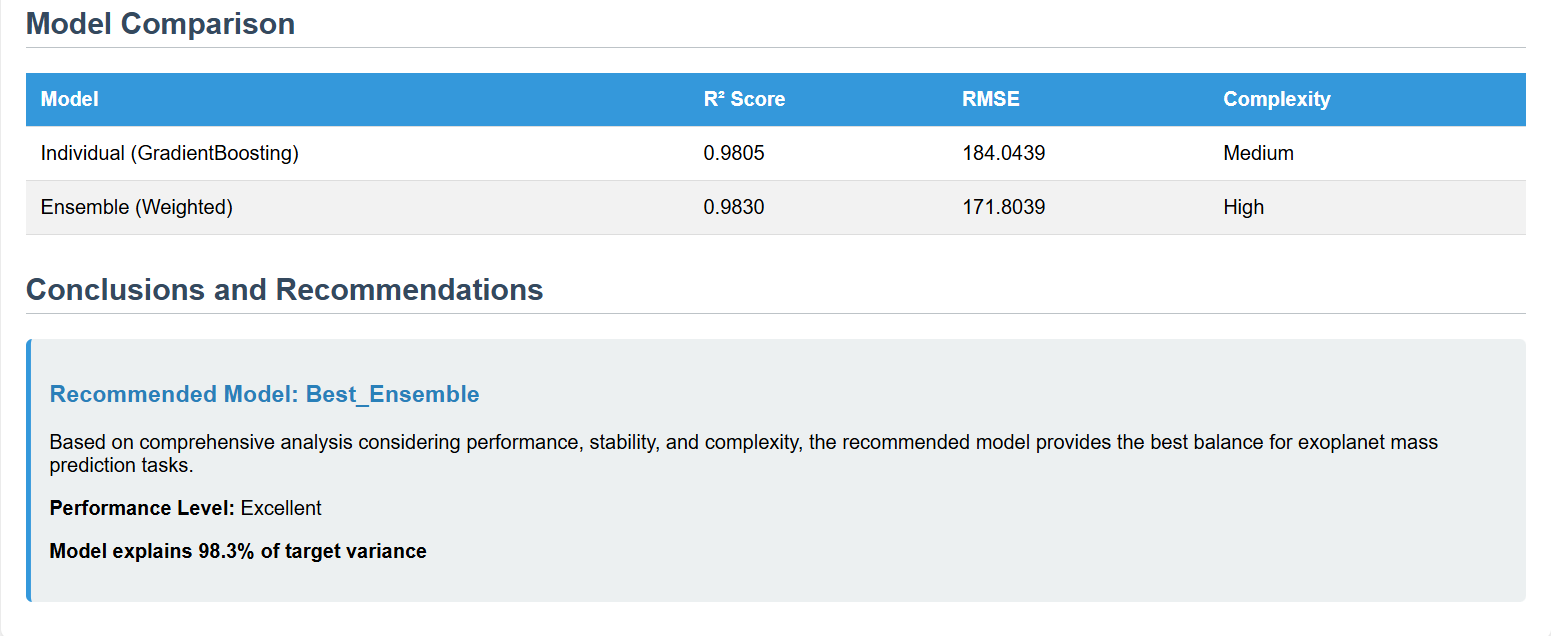 Model Comparison
Model R² Score RMSE Complexity
Individual (GradientBoosting) 0.9805 184.0439 Medium
Ensemble (Weighted) 0.9830 171.8039 High
Conclusions and Recommendations
Recommended Model: Best_Ensemble
Based on comprehensive analysis considering performance, stability, and complexity, the recommended model provides the best balance for exoplanet mass
prediction tasks.
Performance Level: Excellent
Model explains 98.3% of target variance